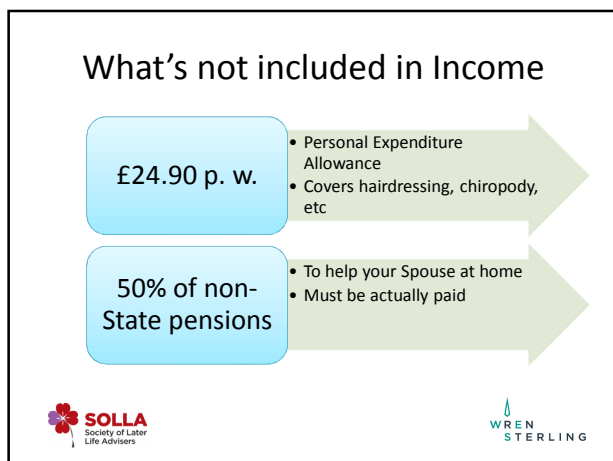 What's not included in Income
£24.90 p. w.
• Personal Expenditure
Allowance
• Covers hairdressing, chiropody,
etc
50% of non-
State pensions
• To help your Spouse at home
• Must be actually paid
SOLLA
Society of Later
Life Advisers
WREN
STERLING